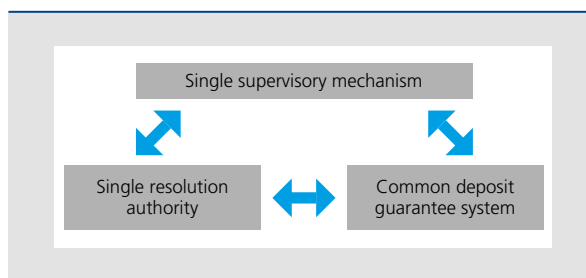 Single supervisory mechanism
Single resolution
authority
Common deposit
guarantee system